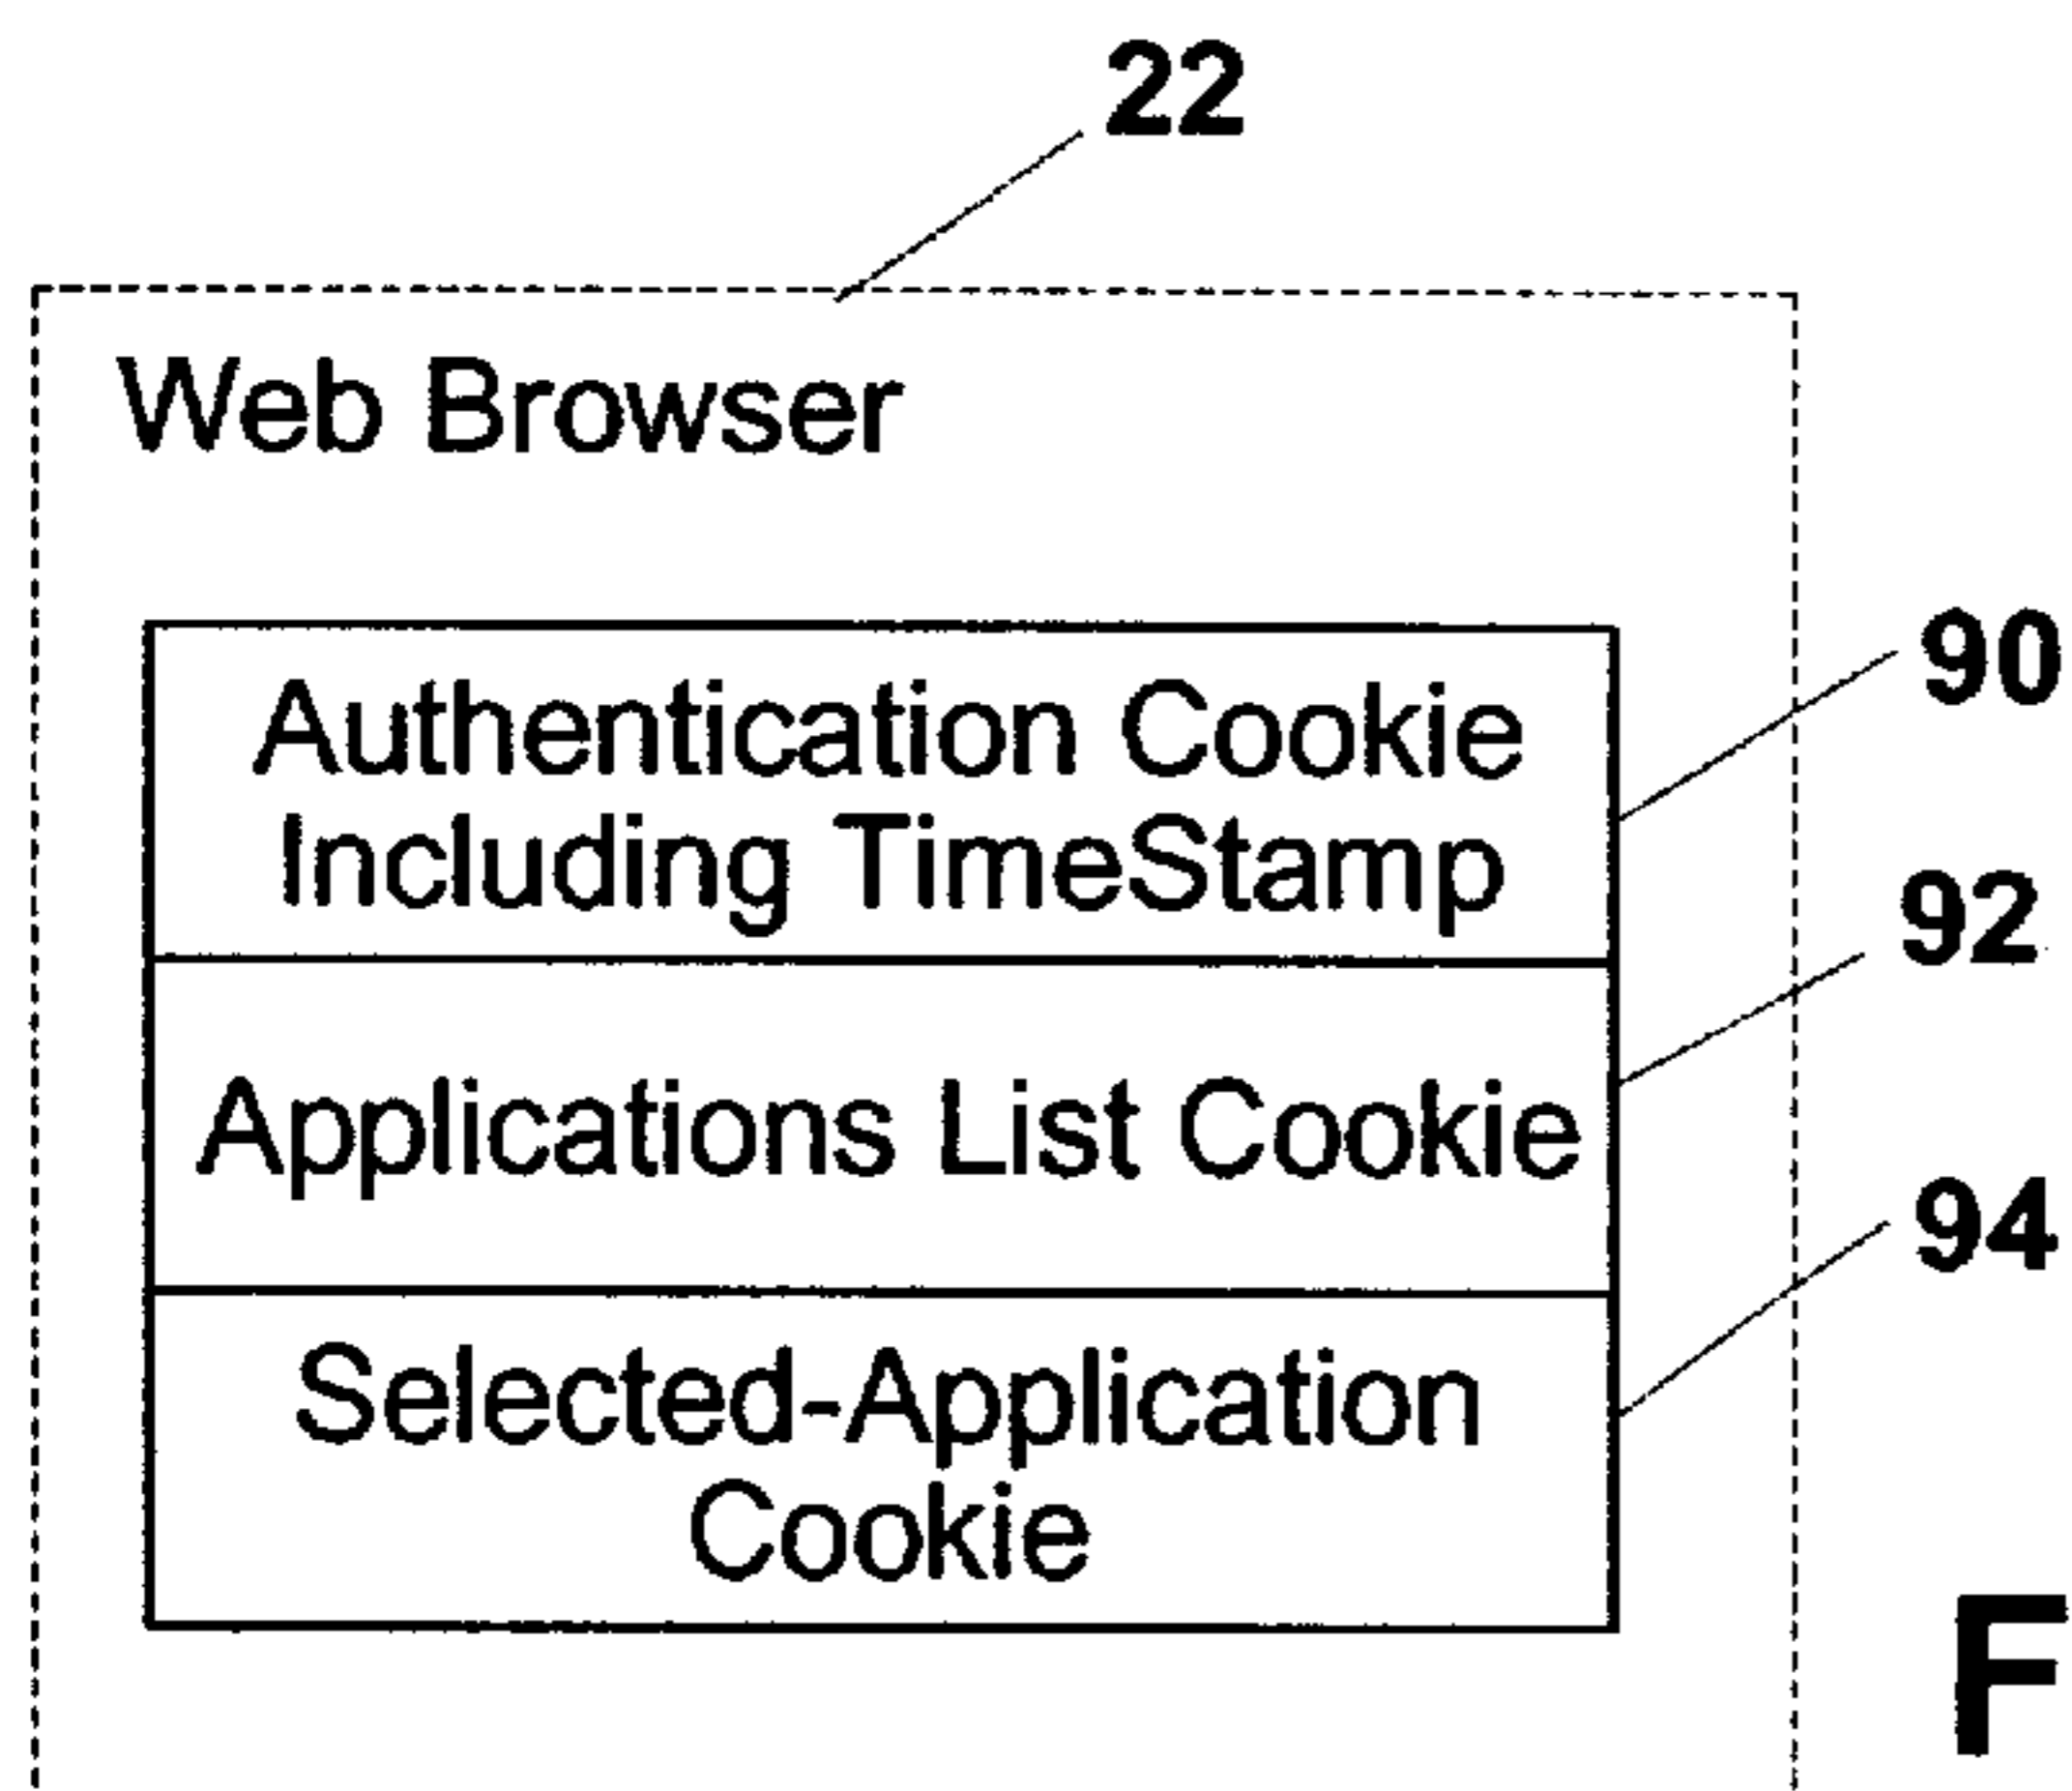 22
Web Browser
90
Authentication Cookie
Including TimeStamp
92
Applications List Cookie
94
Selected-Application
Cookie
F